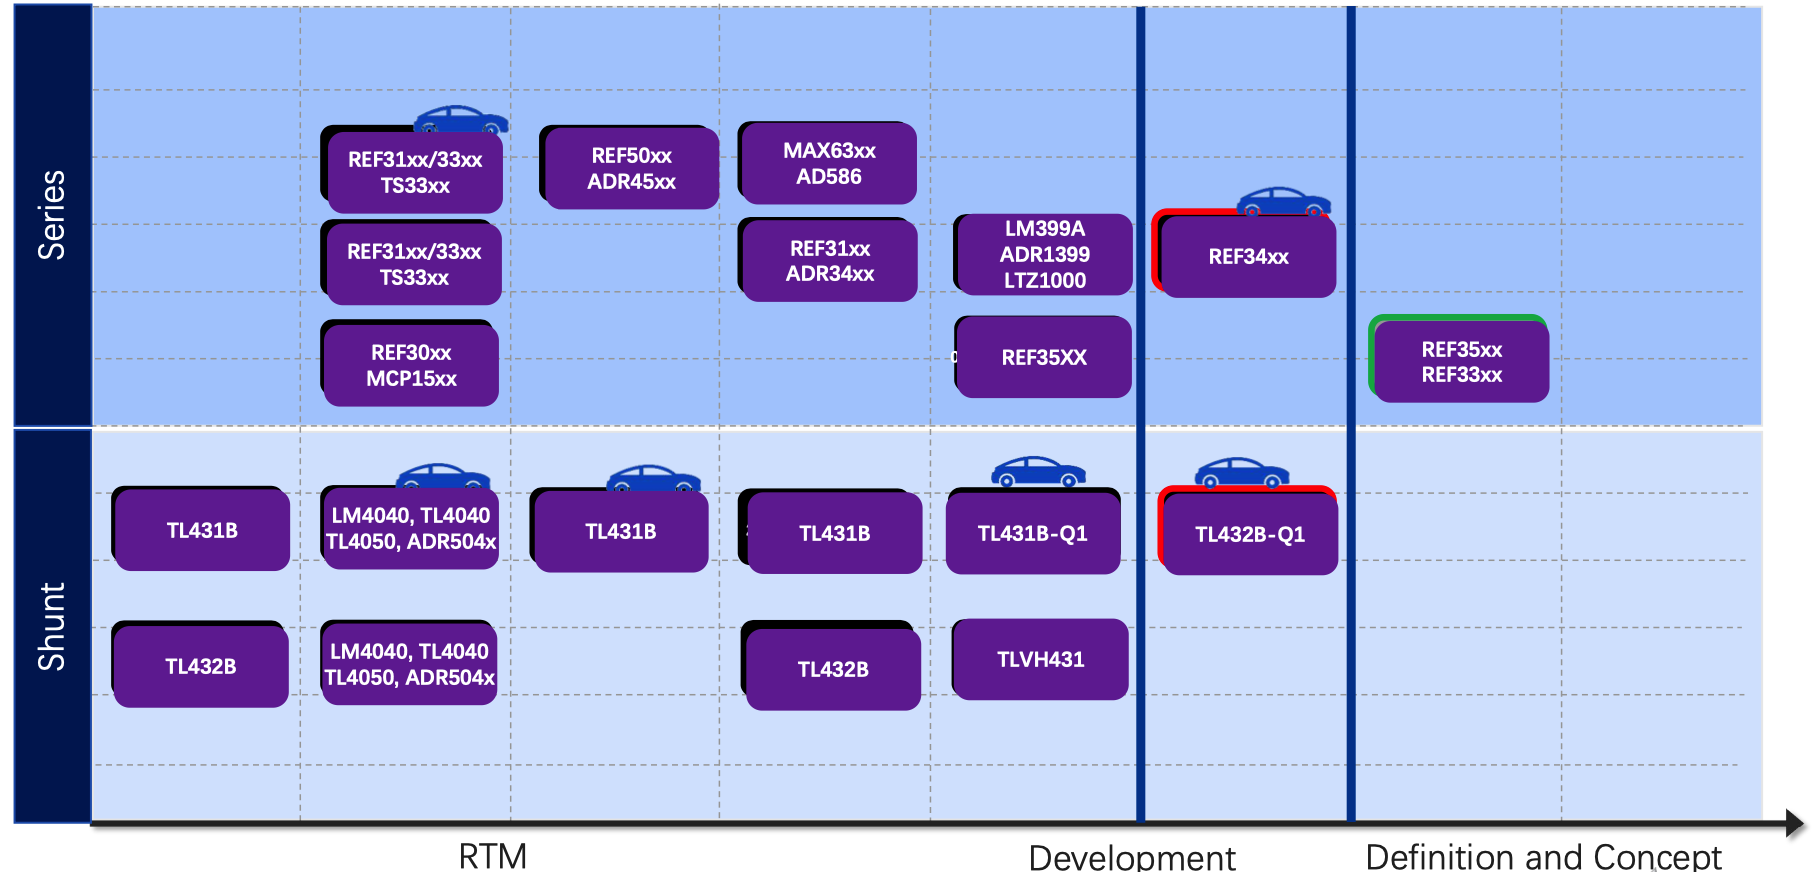 Series
REF31xx/33xx
TS33xx
REF50xx
ADR45xx
MAX63xx
AD586
REF31xx/33xx
TS33xx
REF31xx
ADR34xx
LM399A
ADR1399
LTZ1000
REF34xx
REF30xx
MCP15xx
REF35XX
REF35xx
REF33xx
Shunt
TL431B
LM4040, TL4040
TL4050, ADR504x
TL431B
TL431B
TL431B-Q1
TL432B-Q1
TL432B
LM4040, TL4040
TL4050, ADR504x
TL432B
TLVH431
RTM
Development
Definition and Concept